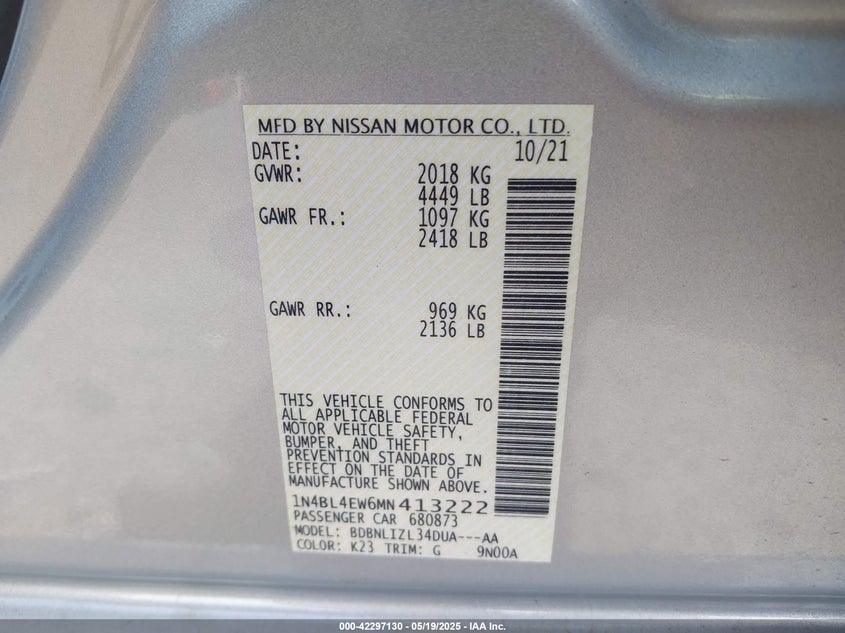 MFD BY NISSAN MOTOR CO., LTD.
DATE: 10/21
GVWR: 2018 KG
4449 LB
GAWR FR.: 1097 KG
2418 LB
GAWR RR.: 969 KG
2136 LB
THIS VEHICLE CONFORMS TO
ALL APPLICABLE FEDERAL
MOTOR VEHICLE SAFETY,
BUMPER, AND THEFT
PREVENTION STANDARDS IN
EFFECT ON THE DATE OF
MANUFACTURE SHOWN ABOVE.
1N4BL4EW6MN413222
PASSENGER CAR 680873
MODEL: BDBNLIZL34DUA---AA
COLOR: K23 TRIM: G 9N00A
000-42297130 - 05/19/2025 - IAA Inc.